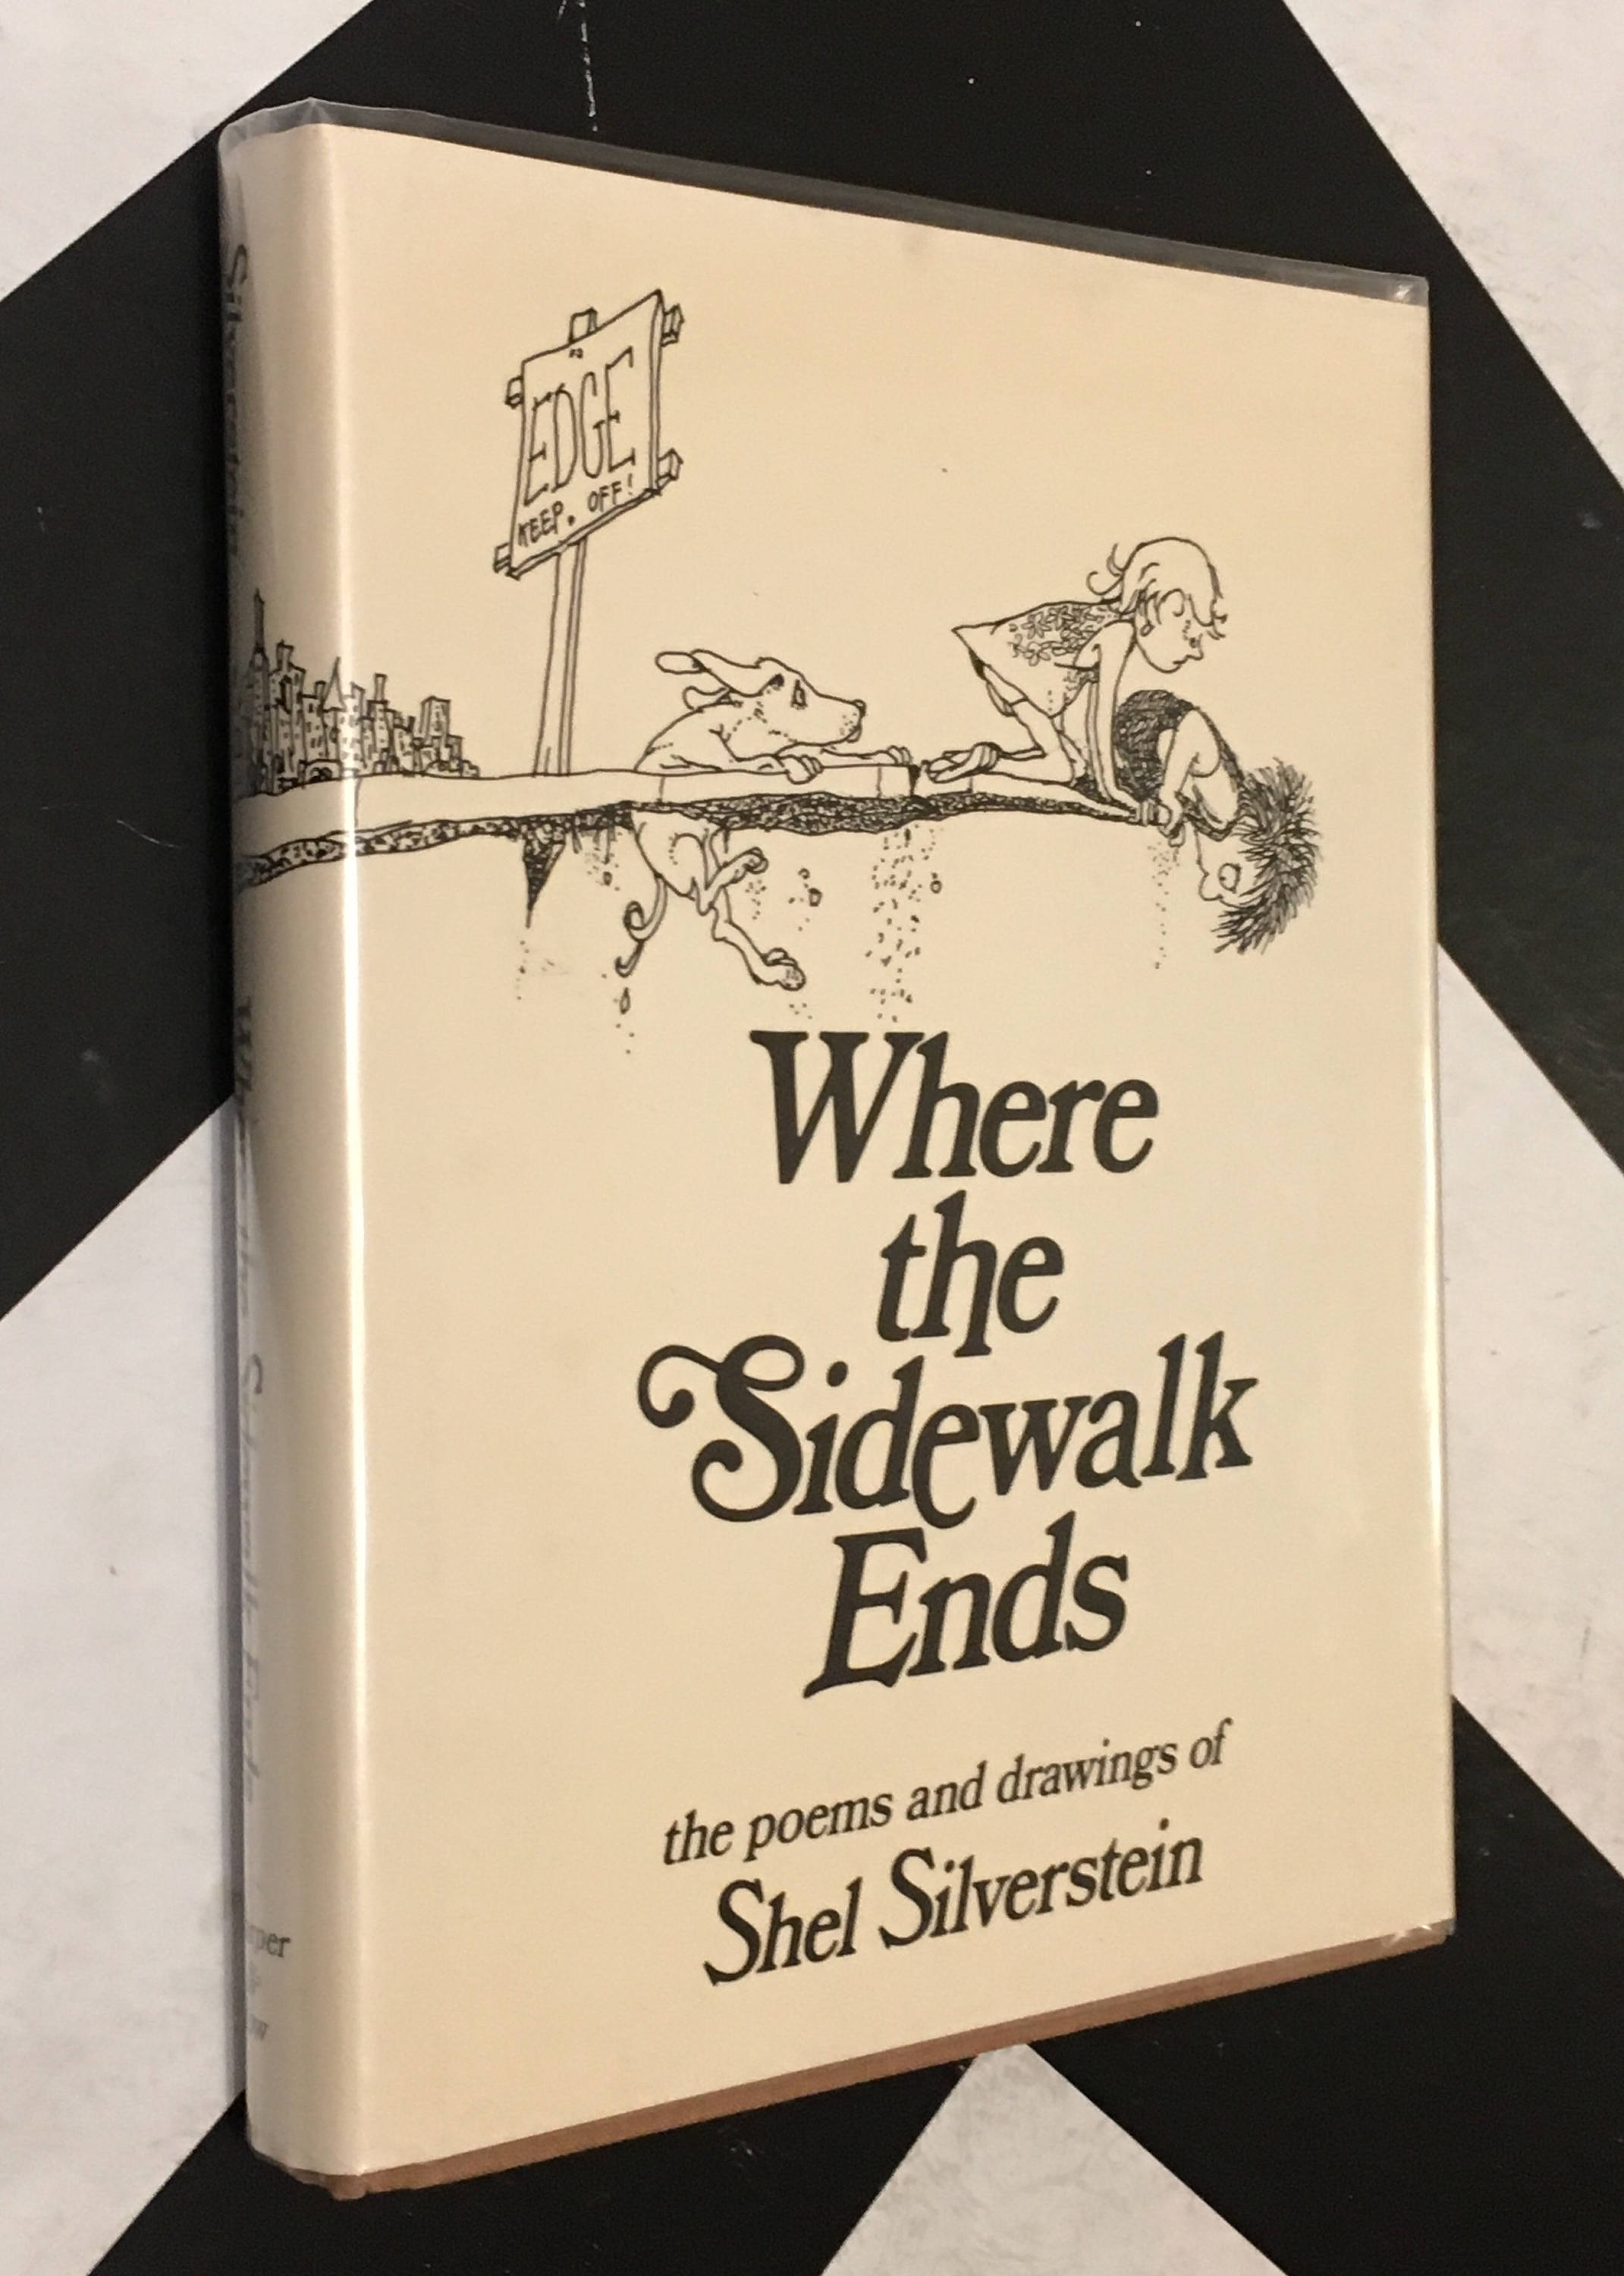 EDGE
KEEP. OFF!
Where
the
Sidewalk
Ends
the poems and drawings of
Shel Silverstein